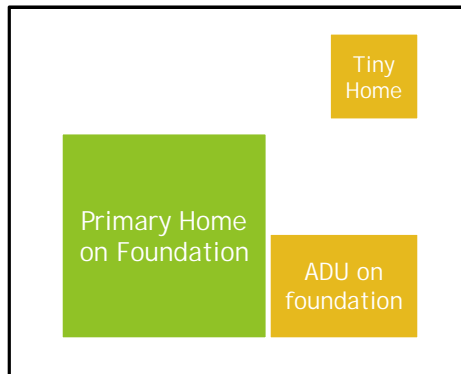 Tiny
Home
Primary Home
on Foundation
ADU on
foundation